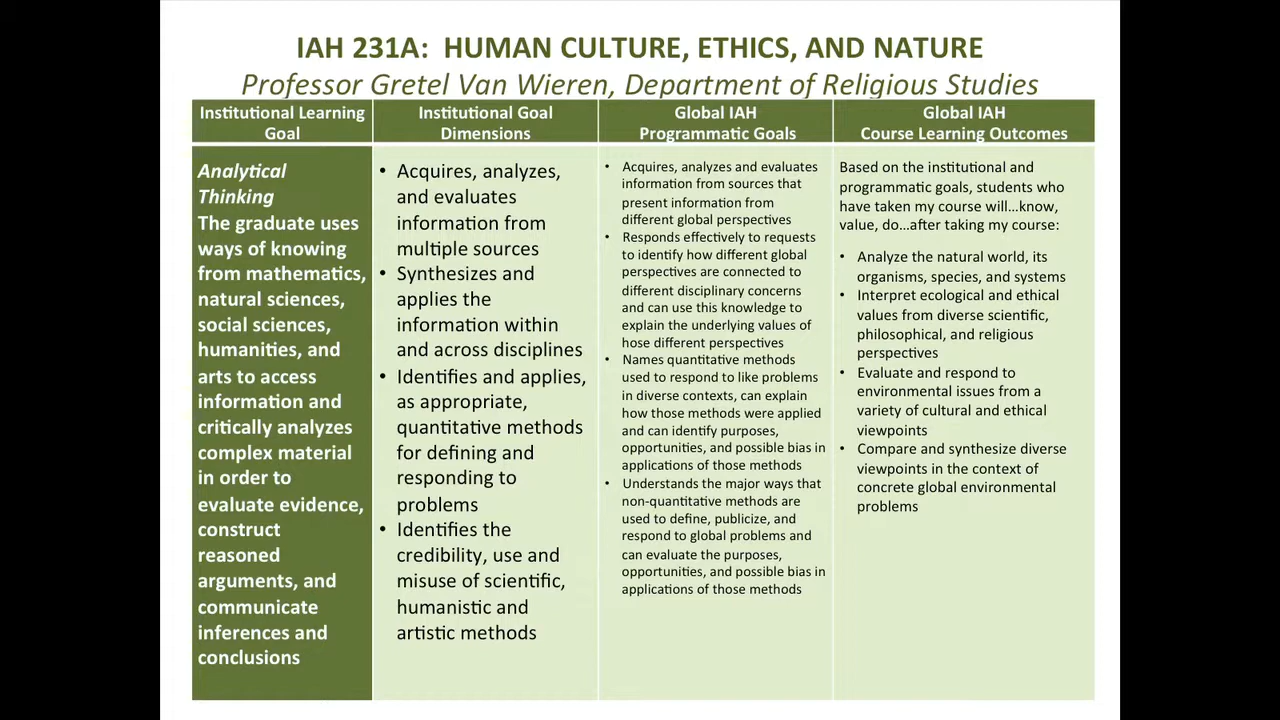 IAH 231A:  HUMAN CULTURE, ETHICS, AND NATURE
Professor Gretel Van Wieren, Department of Religious Studies
Institutional Learning
Goal
Institutional Goal
Dimensions
Global IAH
Programmatic Goals
Global IAH
Course Learning Outcomes
Analytical
Thinking
The graduate uses
ways of knowing
from mathematics,
natural sciences,
social sciences,
humanities, and
arts to access
information and
critically analyzes
complex material
in order to
evaluate evidence,
construct
reasoned
arguments, and
communicate
inferences and
conclusions
• Acquires, analyzes,
and evaluates
information from
multiple sources
• Synthesizes and
applies the
information within
and across disciplines
• Identifies and applies,
as appropriate,
quantitative methods
for defining and
responding to
problems
• Identifies the
credibility, use and
misuse of scientific,
humanistic and
artistic methods
• Acquires, analyzes and evaluates
information from sources that
present information from
different global perspectives
• Responds effectively to requests
to identify how different global
perspectives are connected to
different disciplinary concerns
and can use this knowledge to
explain the underlying values of
hose different perspectives
• Names quantitative methods
used to respond to like problems
in diverse contexts, can explain
how those methods were applied
and can identify purposes,
opportunities, and possible bias in
applications of those methods
• Understands the major ways that
non-quantitative methods are
used to define, publicize, and
respond to global problems and
can evaluate the purposes,
opportunities, and possible bias in
applications of those methods
Based on the institutional and
programmatic goals, students who
have taken my course will…know,
value, do…after taking my course:
• Analyze the natural world, its
organisms, species, and systems
• Interpret ecological and ethical
values from diverse scientific,
philosophical, and religious
perspectives
• Evaluate and respond to
environmental issues from a
variety of cultural and ethical
viewpoints
• Compare and synthesize diverse
viewpoints in the context of
concrete global environmental
problems